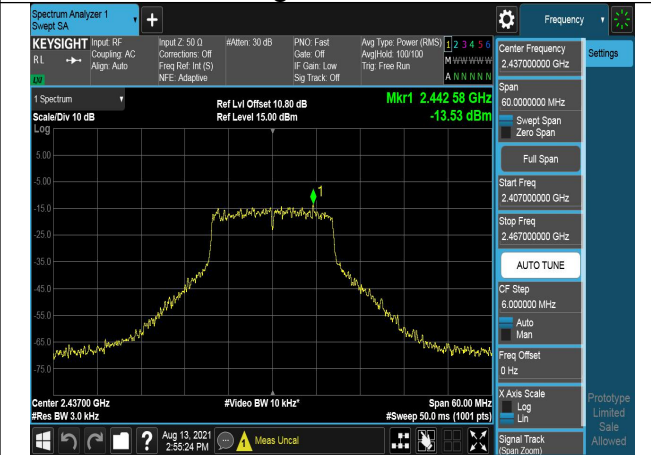 Spectrum Analyzer 1
Swept SA
+
Frequency
KEYSIGHT Input: RF
RL Coupling: AC
Align: Auto
LXI
Input Z: 50 Ω
Corrections: Off
Freq Ref: Int (S)
NFE: Adaptive
#Atten: 30 dB
PNO: Fast
Gate: Off
IF Gain: Low
Sig Track: Off
Avg Type: Power (RMS)
Avg|Hold: 100/100
Trig: Free Run
1 2 3 4 5 6
M W W W W W
A N N N N N
1 Spectrum
Scale/Div 10 dB
Log
Ref Lvl Offset 10.80 dB
Ref Level 15.00 dBm
Mkr1 2.442 58 GHz
-13.53 dBm
5.00
-5.00
-15.0
-25.0
-35.0
-45.0
-55.0
-65.0
-75.0
1
Center 2.43700 GHz
#Res BW 3.0 kHz
#Video BW 10 kHz*
Span 60.00 MHz
#Sweep 50.0 ms (1001 pts)
Center Frequency
2.437000000 GHz
Span
60.0000000 MHz
Swept Span
Zero Span
Full Span
Start Freq
2.407000000 GHz
Stop Freq
2.467000000 GHz
AUTO TUNE
CF Step
6.000000 MHz
Auto
Man
Freq Offset
0 Hz
X Axis Scale
Log
Lin
Signal Track
(Span Zoom)
Settings
Prototype
Limited
Sale
Allowed
?
Aug 13, 2021
2:55:24 PM
Meas Uncal